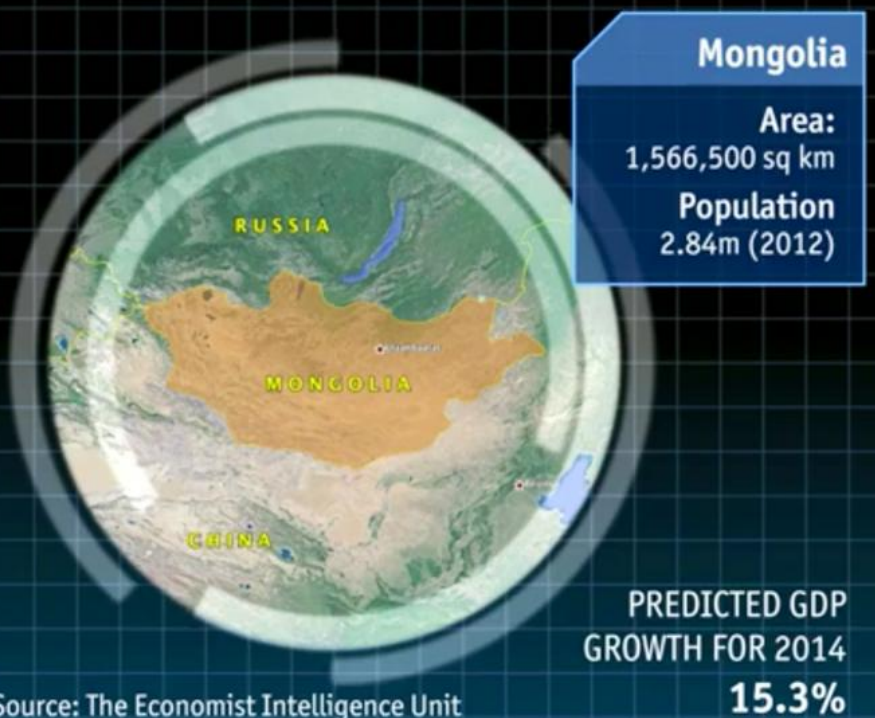 Mongolia
Area:
1,566,500 sq km
Population
2.84m (2012)
RUSSIA
MONGOLIA
CHINA
PREDICTED GDP
GROWTH FOR 2014
15.3%
Source: The Economist Intelligence Unit